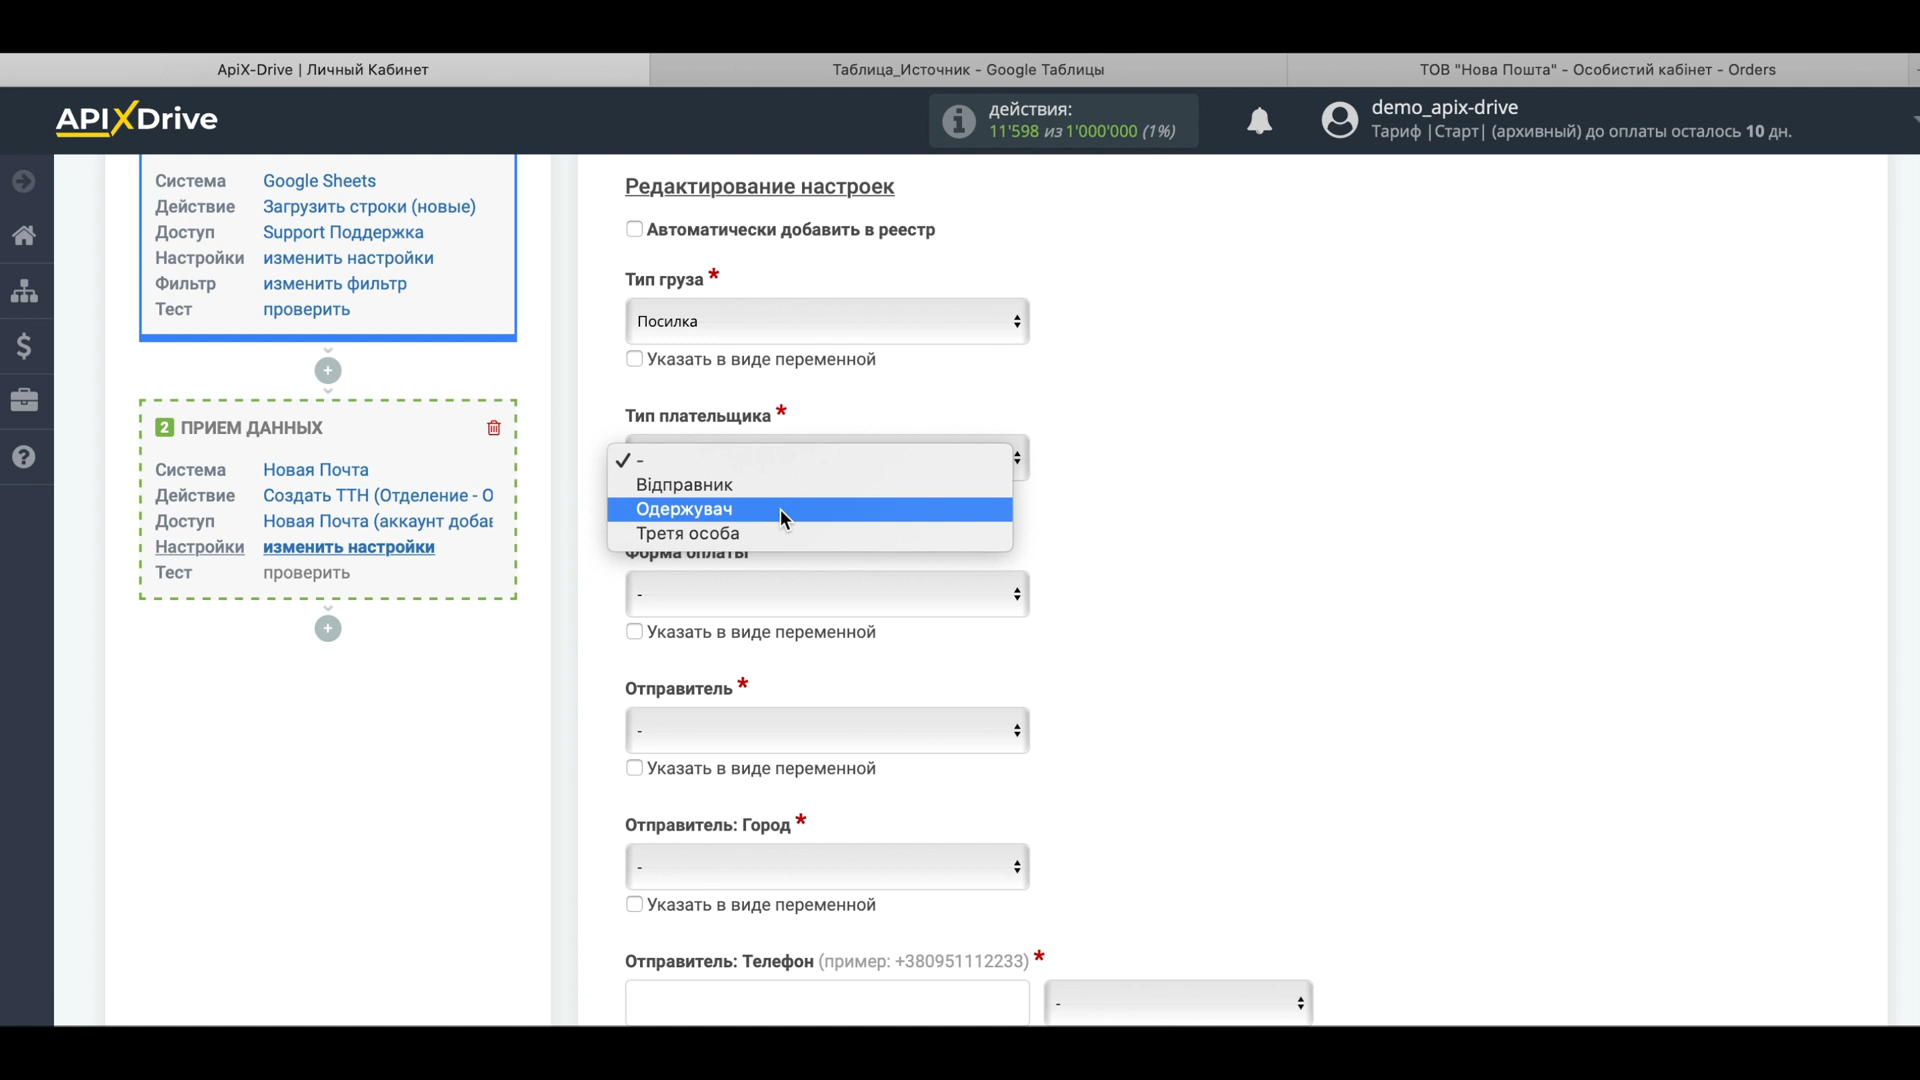 ApiX-Drive | Личный Кабинет
Таблица_Источник - Google Таблицы
ТОВ "Нова Пошта" - Особистий кабінет - Orders
APIXDrive
действия:
11'598 из 1'000'000 (1%)
demo_apix-drive
Тариф |Старт| (архивный) до оплаты осталось 10 дн.
Система Google Sheets
Действие Загрузить строки (новые)
Доступ Support Поддержка
Настройки изменить настройки
Фильтр изменить фильтр
Тест проверить
2 ПРИЕМ ДАННЫХ
Система Новая Почта
Действие Создать ТТН (Отделение - О
Доступ Новая Почта (аккаунт добав
Настройки изменить настройки
Тест проверить
Редактирование настроек
Автоматически добавить в реестр
Тип груза *
Посилка
Указать в виде переменной
Тип плательщика *
-
Відправник
Одержувач
Третя особа
Форма оплаты
-
Указать в виде переменной
Отправитель *
-
Указать в виде переменной
Отправитель: Город *
-
Указать в виде переменной
Отправитель: Телефон (пример: +380951112233) *
-